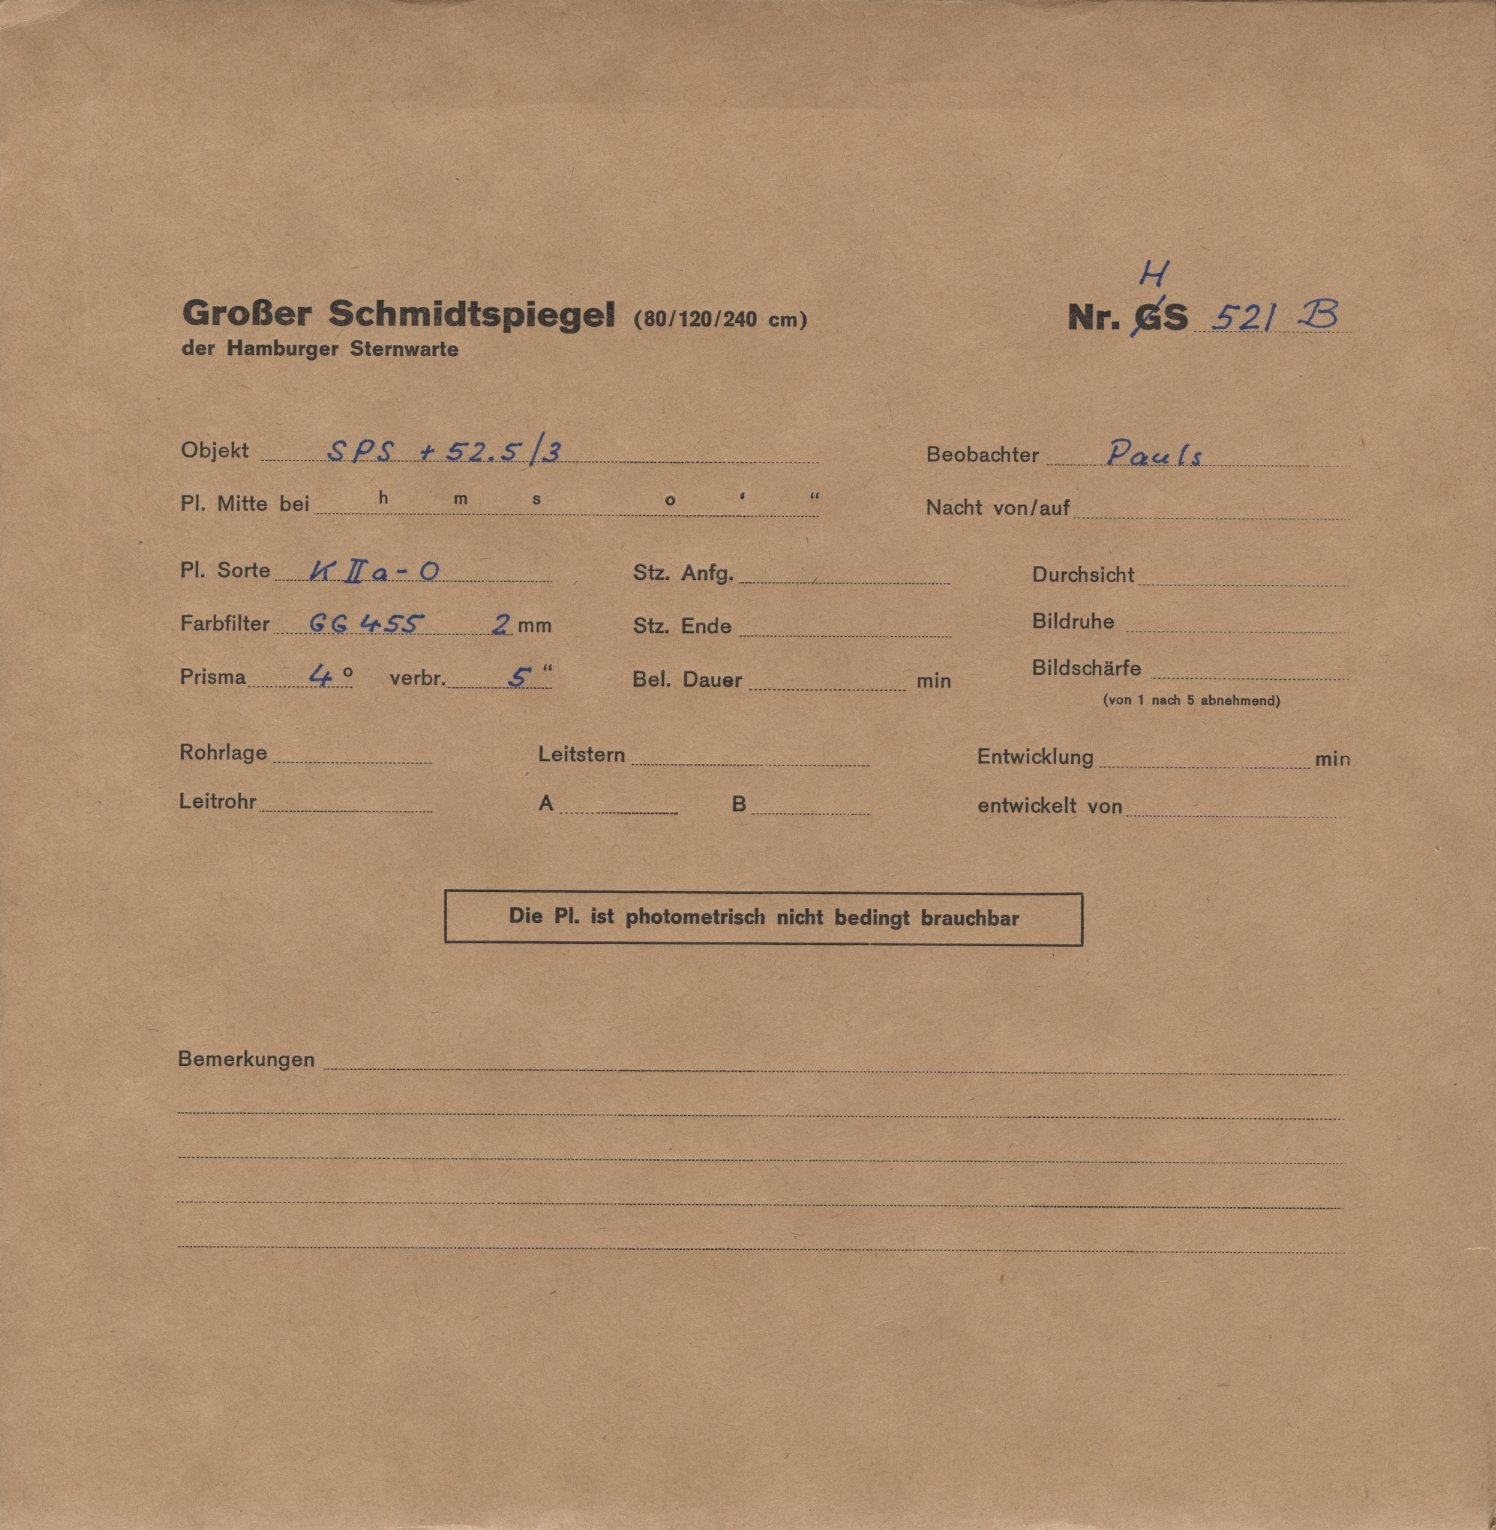 H
Großer Schmidtspiegel (80/120/240 cm) Nr. GS 521 B
der Hamburger Sternwarte
Objekt SPS + 52.5/3 Beobachter Pauls
Pl. Mitte bei h m s o ‘ “ Nacht von/auf
Pl. Sorte K II a - O Stz. Anfg. Durchsicht
Farbfilter GG 455 2 mm Stz. Ende Bildruhe
Prisma 4 o verbr. 5 “ Bel. Dauer min Bildschärfe
(von 1 nach 5 abnehmend)
Rohrlage Leitstern Entwicklung min
Leitrohr A B entwickelt von
Die Pl. ist photometrisch nicht bedingt brauchbar
Bemerkungen